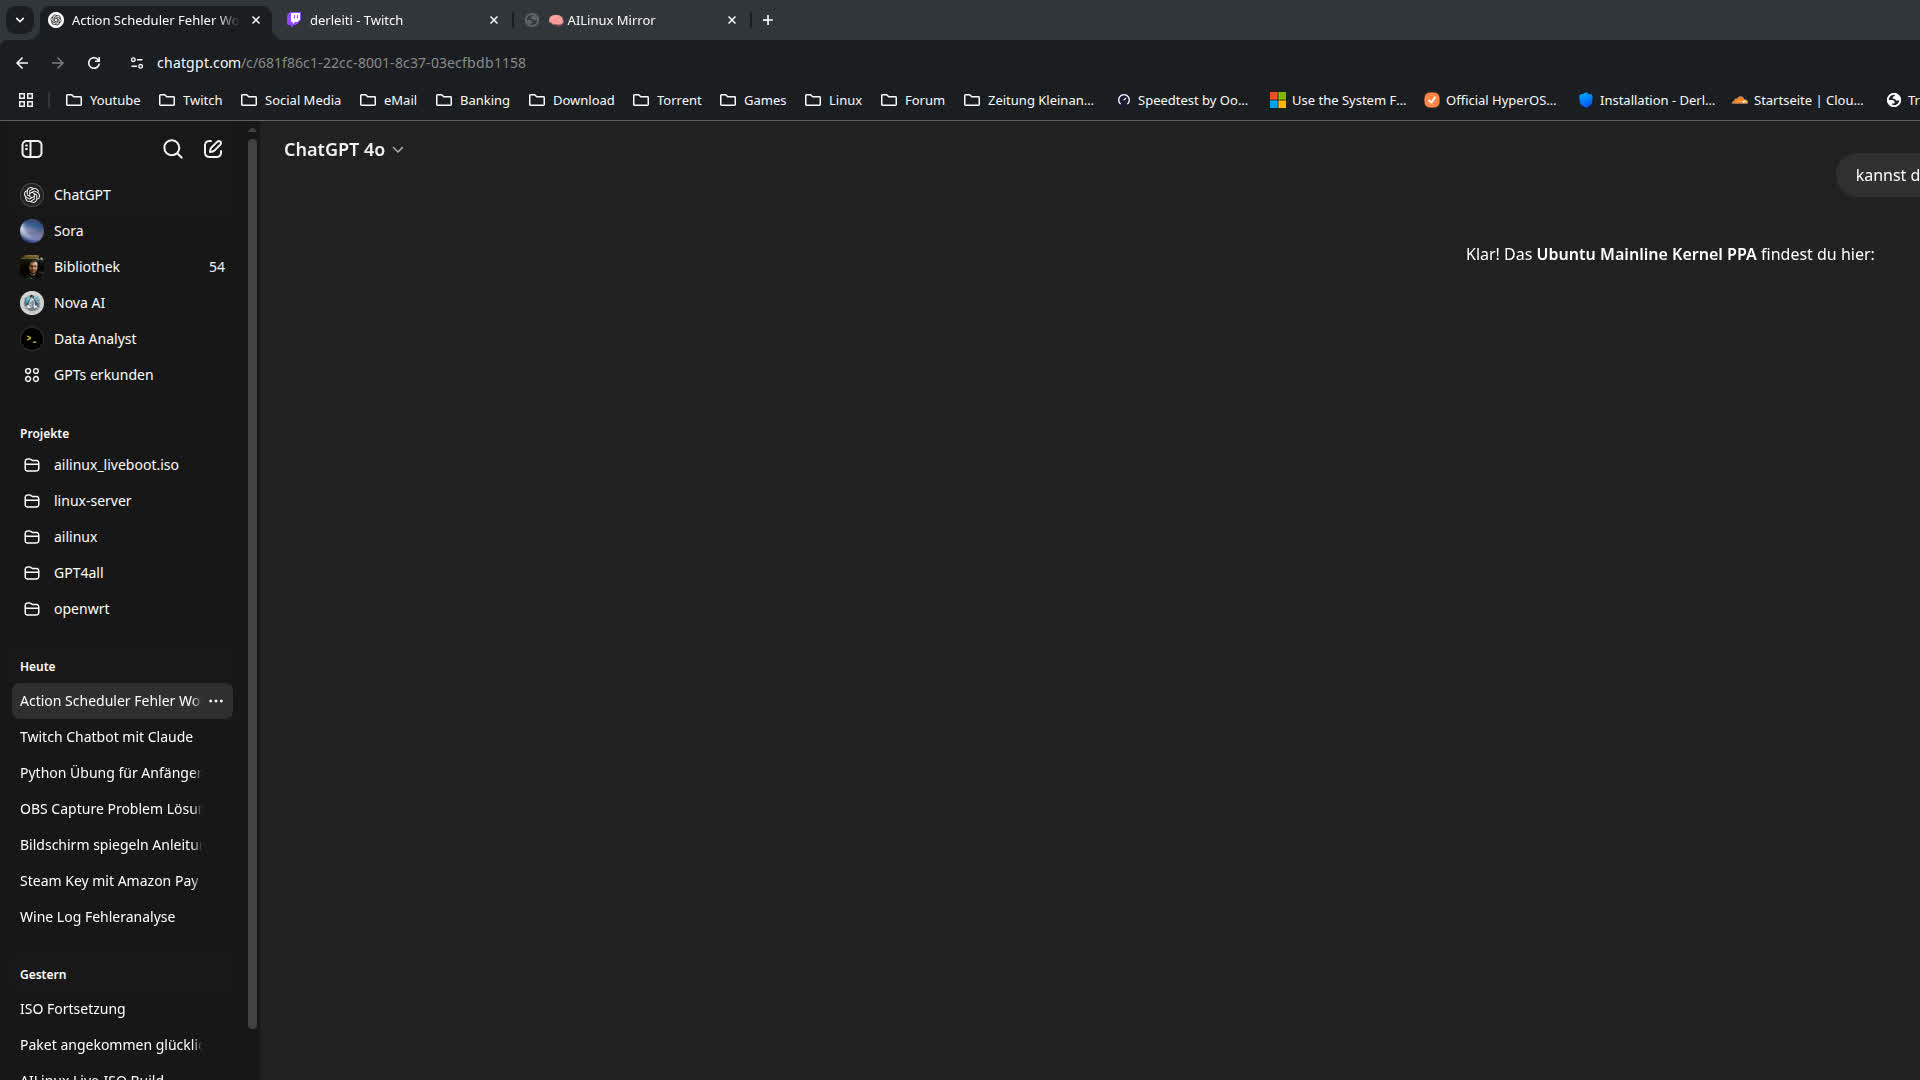 Action Scheduler Fehler Wo
derleiti - Twitch
AILinux Mirror
chatgpt.com/c/681f86c1-22cc-8001-8c37-03ecfbdb1158
Youtube
Twitch
Social Media
eMail
Banking
Download
Torrent
Games
Linux
Forum
Zeitung Kleinan...
Speedtest by Oo...
Use the System F...
Official HyperOS...
Installation - Derl...
Startseite | Clou...
Tr
ChatGPT 4o
kannst d
ChatGPT
Sora
Bibliothek 54
Nova AI
Data Analyst
GPTs erkunden
Klar! Das Ubuntu Mainline Kernel PPA findest du hier:
Projekte
ailinux_liveboot.iso
linux-server
ailinux
GPT4all
openwrt
Heute
Action Scheduler Fehler Wo
Twitch Chatbot mit Claude
Python Übung für Anfänger
OBS Capture Problem Lösu
Bildschirm spiegeln Anleitu
Steam Key mit Amazon Pay
Wine Log Fehleranalyse
Gestern
ISO Fortsetzung
Paket angekommen glückli
AILinux Live ISO Build